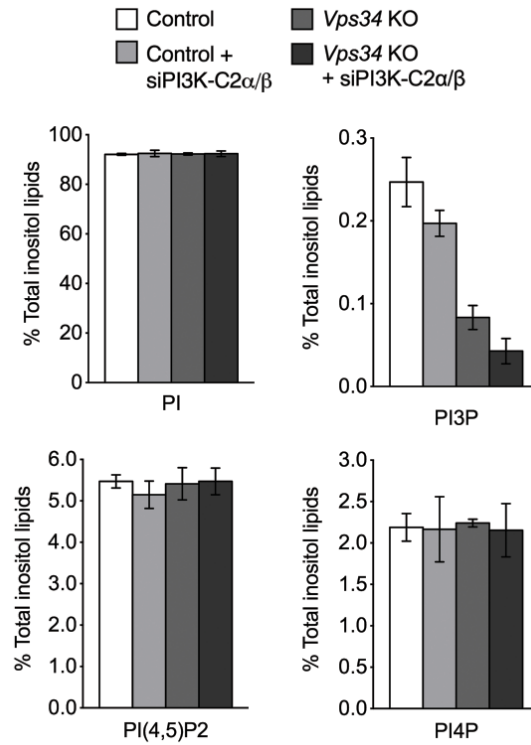 Control
Control +
siPI3K-C2α/β
Vps34 KO
Vps34 KO
+ siPI3K-C2α/β
% Total inositol lipids
100
80
60
40
20
0
PI
% Total inositol lipids
0.3
0.2
0.1
0.0
PI3P
% Total inositol lipids
6.0
5.0
4.0
3.0
2.0
1.0
0.0
PI(4,5)P2
% Total inositol lipids
3.0
2.5
2.0
1.5
1.0
0.5
0.0
PI4P